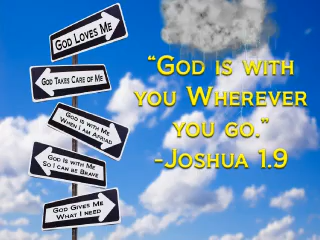 God Loves Me
God Takes Care of Me
God is with Me
When I am Afriad
God Is with Me
So I can be Brave
God Gives Me
What I need
“God is with
you Wherever
you go.”
-Joshua 1.9